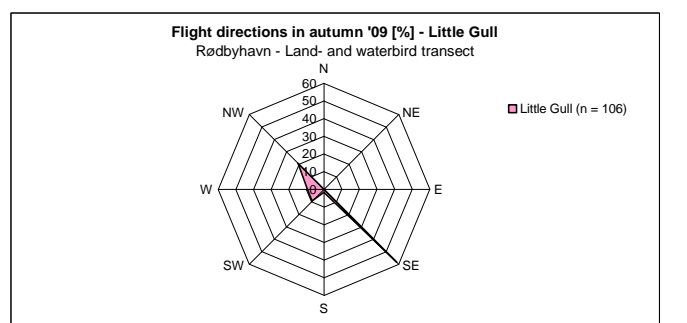 Flight directions in autumn '09 [%] - Little Gull
Rødbyhavn - Land- and waterbird transect
N
60
50
40
30
20
10
0
NW
NE
W
E
SW
SE
S
Little Gull (n = 106)